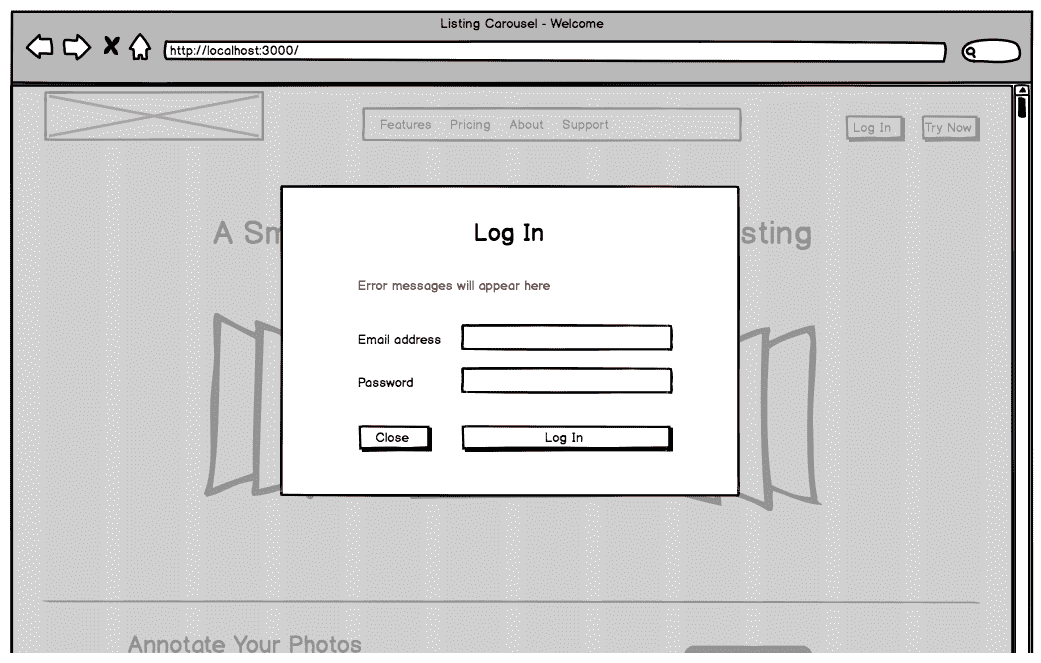 Listing Carousel - Welcome
http://localhost:3000/
Features Pricing About Support
Log In
Try Now
A Sm
sting
Log In
Error messages will appear here
Email address
Password
Close
Log In
Annotate Your Photos